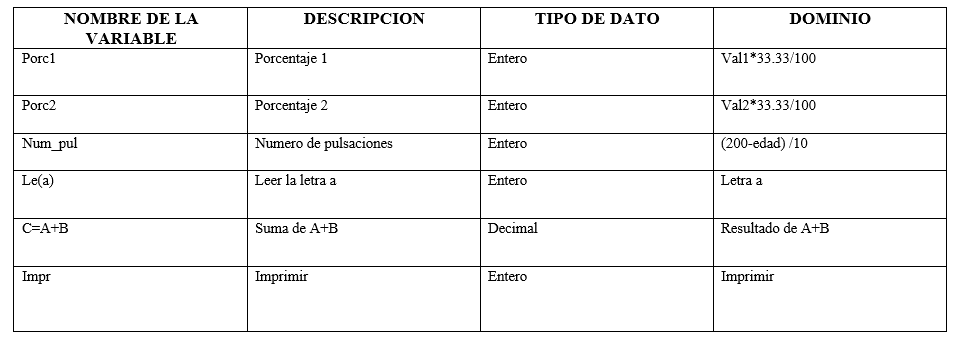 NOMBRE DE LA VARIABLE DESCRIPCION TIPO DE DATO DOMINIO
Porc1 Porcentaje 1 Entero Val1*33.33/100
Porc2 Porcentaje 2 Entero Val2*33.33/100
Num_pul Numero de pulsaciones Entero (200-edad) /10
Le(a) Leer la letra a Entero Letra a
C=A+B Suma de A+B Decimal Resultado de A+B
Impr Imprimir Entero Imprimir